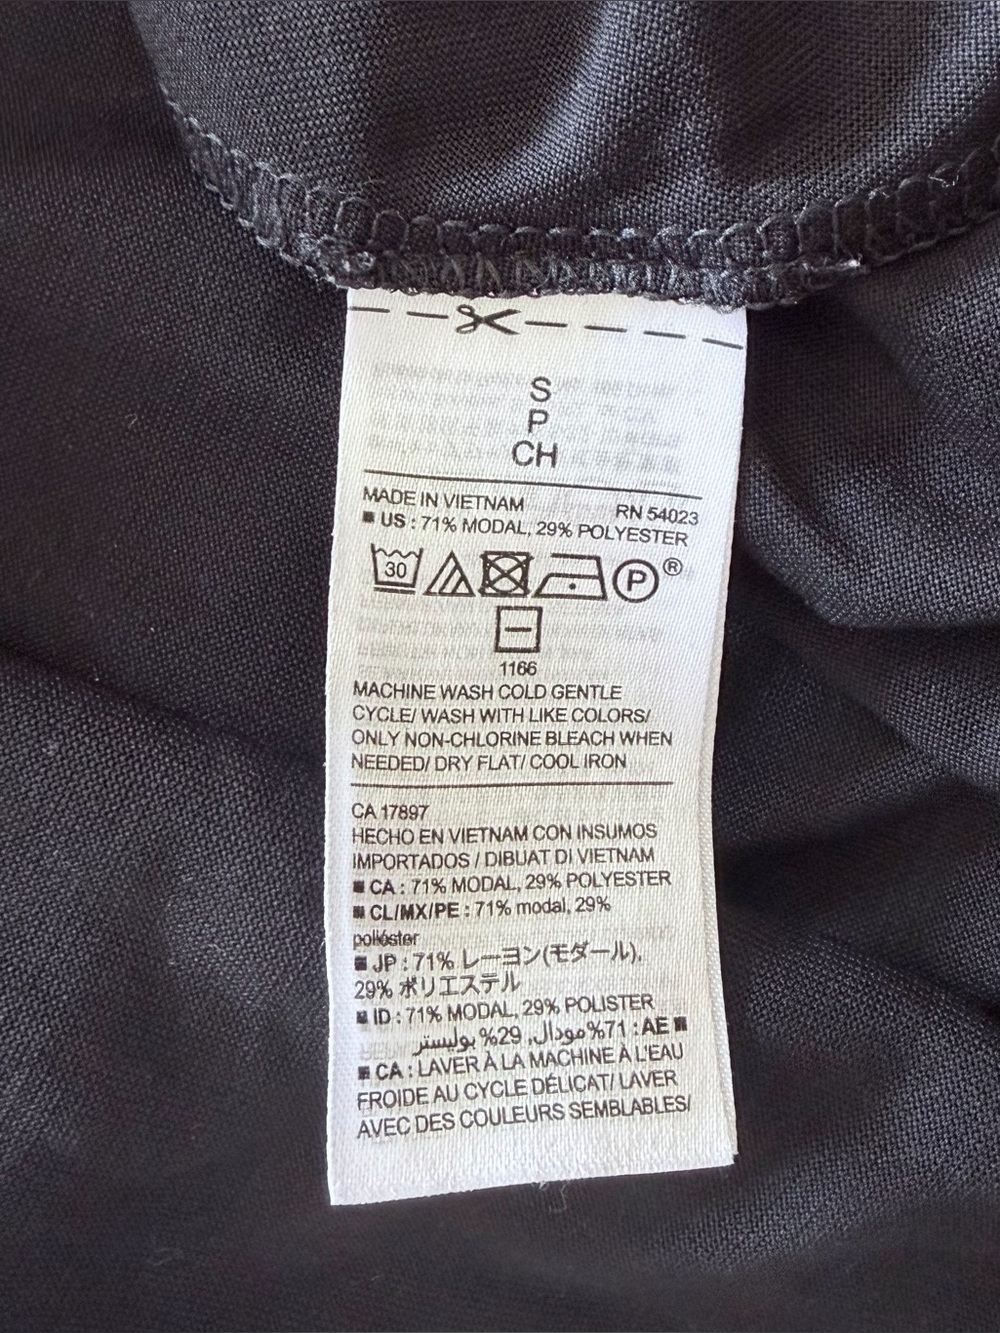 S
P
CH
MADE IN VIETNAM RN 54023
■ US : 71% MODAL, 29% POLYESTER
30 P ®
1166
MACHINE WASH COLD GENTLE
CYCLE/ WASH WITH LIKE COLORS/
ONLY NON-CHLORINE BLEACH WHEN
NEEDED/ DRY FLAT/ COOL IRON
CA 17897
HECHO EN VIETNAM CON INSUMOS
IMPORTADOS / DIBUAT DI VIETNAM
■ CA : 71% MODAL, 29% POLYESTER
■ CL/MX/PE : 71% modal, 29%
poliéster
■ JP : 71% レーヨン(モダール),
29% ポリエステル
■ ID : 71% MODAL, 29% POLISTER
■ AE: 71% مودال, 29% بوليستر
■ CA : LAVER À LA MACHINE À L'EAU
FROIDE AU CYCLE DÉLICAT/ LAVER
AVEC DES COULEURS SEMBLABLES/